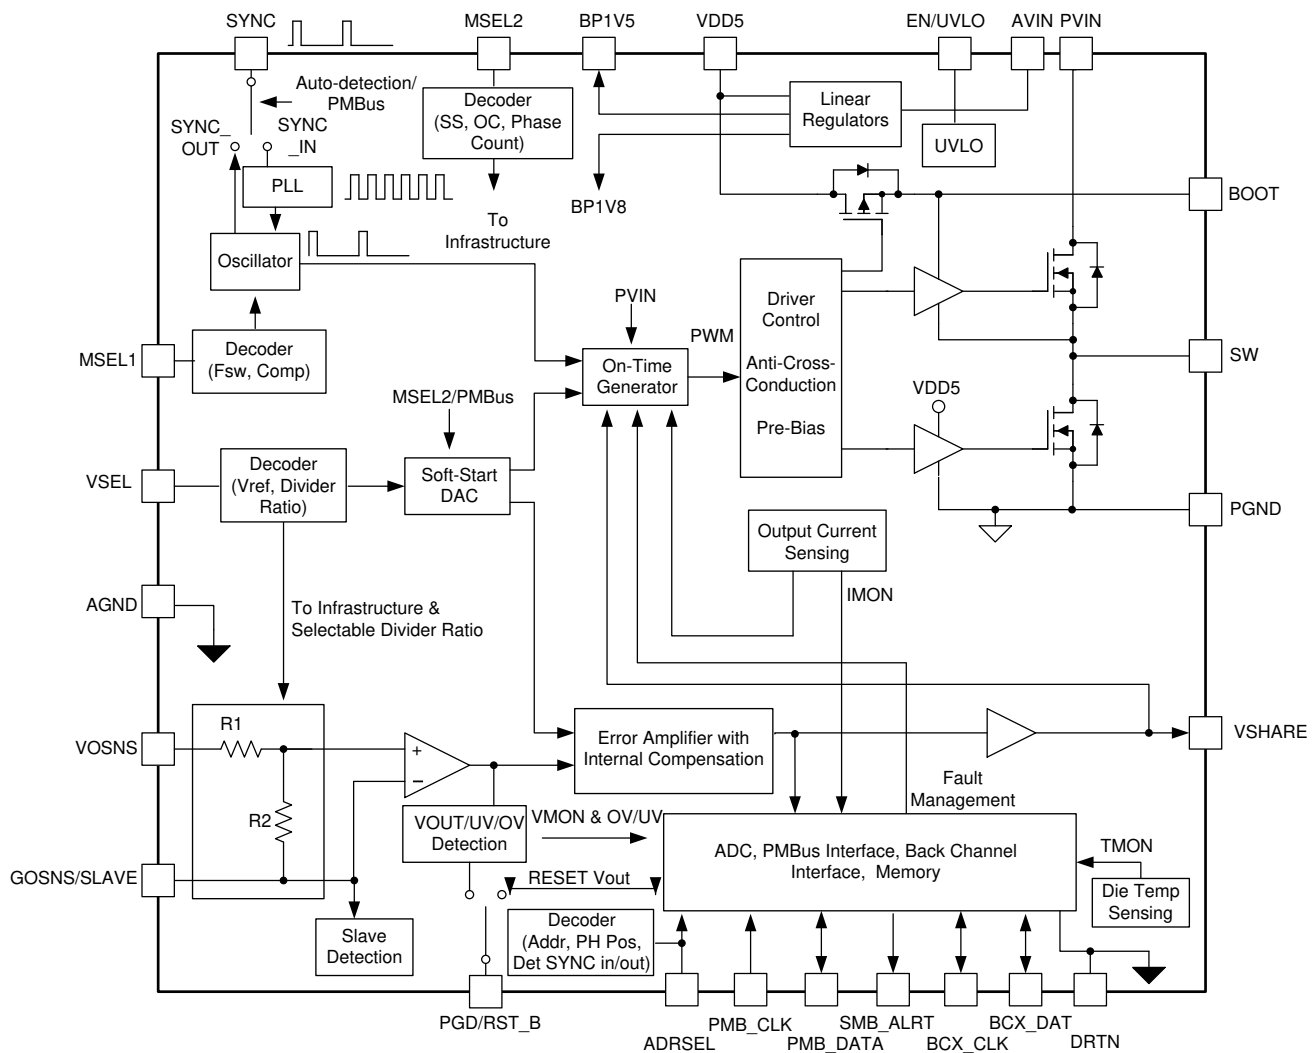 SYNC
MSEL2
BP1V5
VDD5
EN/UVLO
AVIN
PVIN
Auto-detection/
PMBus
SYNC_
OUT
SYNC
_IN
Decoder
(SS, OC, Phase
Count)
Linear
Regulators
UVLO
PLL
BP1V8
BOOT
To
Infrastructure
Oscillator
PVIN
Driver
Control
Anti-Cross-
Conduction
Pre-Bias
PWM
MSEL1
Decoder
(Fsw, Comp)
On-Time
Generator
SW
MSEL2/PMBus
VDD5
VSEL
Decoder
(Vref, Divider
Ratio)
Soft-Start
DAC
PGND
Output Current
Sensing
IMON
AGND
To Infrastructure &
Selectable Divider Ratio
R1
VOSNS
+
−
Error Amplifier with
Internal Compensation
VSHARE
Fault
Management
R2
VOUT/UV/OV
Detection
VMON & OV/UV
ADC, PMBus Interface, Back Channel
Interface, Memory
TMON
GOSNS/SLAVE
RESET Vout
Die Temp
Sensing
Slave
Detection
Decoder
(Addr, PH Pos,
Det SYNC in/out)
PGD/RST_B
ADRSEL
PMB_CLK
PMB_DATA
SMB_ALRT
BCX_CLK
BCX_DAT
DRTN